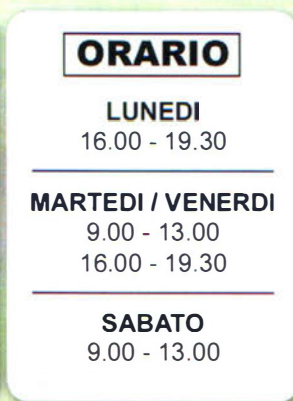 ORARIO
LUNEDI
16.00 - 19.30
MARTEDI / VENERDI
9.00 - 13.00
16.00 - 19.30
SABATO
9.00 - 13.00